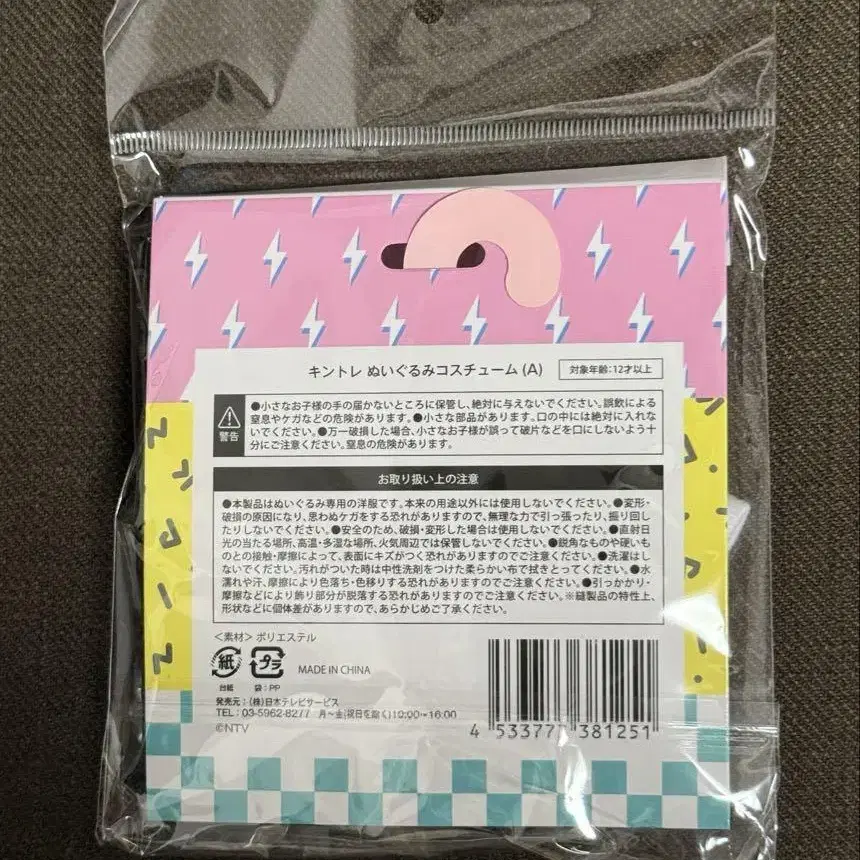 キントレ ぬいぐるみコスチューム (A)
対象年齢:12才以上
警告
●小さなお子様の手の届かないところに保管し、絶対に与えないでください。誤飲による
窒息やケガなどの危険があります。●小さな部品があります。口の中には絶対に入れな
いでください。●万一破損した場合、小さなお子様が誤って破片などを口にしないよう十
分にご注意ください。窒息の危険があります。
お取り扱い上の注意
●本製品はぬいぐるみ専用の洋服です。本来の用途以外には使用しないでください。●変形・
破損の原因になり、思わぬケガをする恐れがありますので、無理な力で引っ張ったり、振り回し
たりしないでください。●安全のため、破損・変形した場合は使用しないでください。●直射日
光の当たる場所、高温・多湿な場所、火気周辺では保管しないでください。●鋭角なものや硬いも
のとの接触・摩擦によって、表面にキズがつく恐れがありますのでご注意ください。●洗濯はし
ないでください。汚れがついた時は中性洗剤をつけた柔らかい布で拭きとってください。●水
濡れや汗、摩擦により色落ち・色移りする恐れがありますのでご注意ください。●引っかかり・
摩擦などにより飾り部分が脱落する恐れがありますのでご注意ください。※縫製品の特性上、
形状などに個体差がありますので、あらかじめご了承ください。
＜素材＞ ポリエステル
紙 プラ MADE IN CHINA
台紙 袋：PP
発売元：(株)日本テレビサービス
TEL：03-5962-8277 月～金(祝日を除く)10:00～16:00
©NTV
4 533771 381251